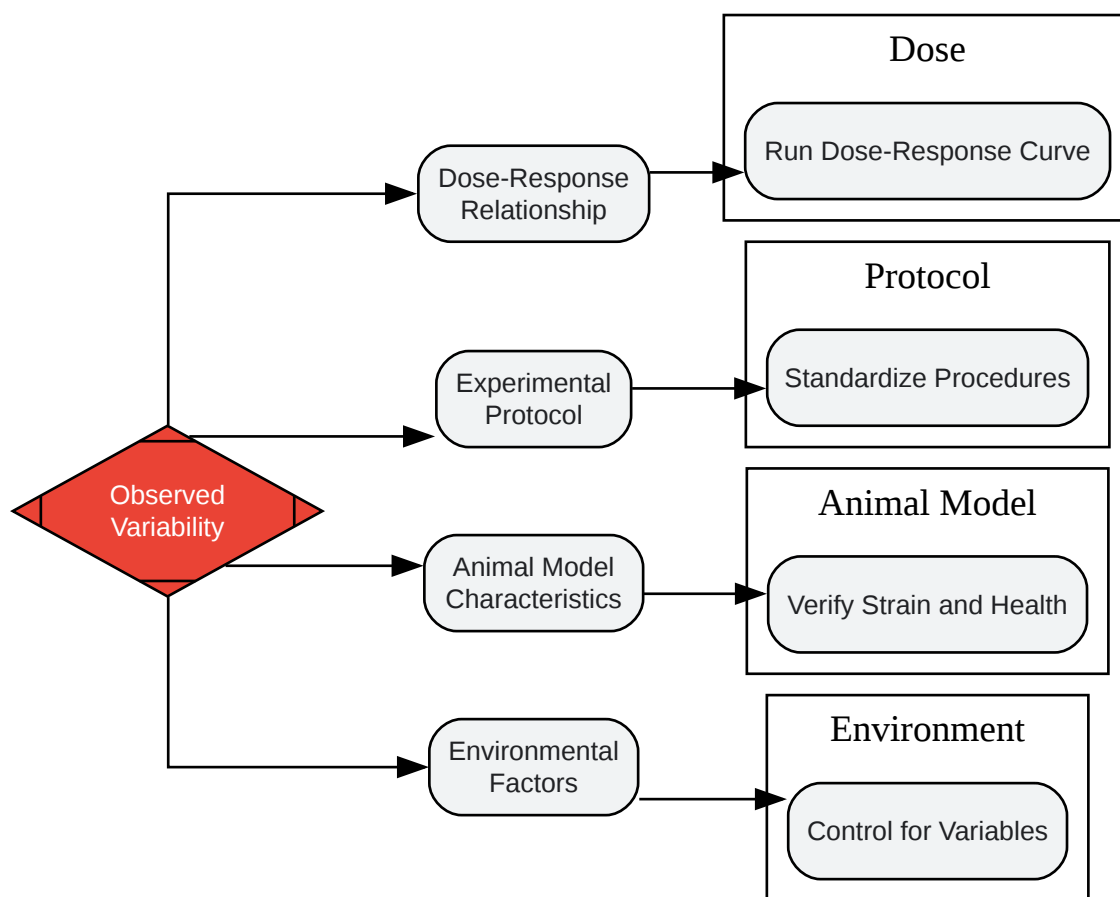 Dose
Run Dose-Response Curve
Dose-Response
Relationship
Protocol
Standardize Procedures
Experimental
Protocol
Observed
Variability
Animal Model
Verify Strain and Health
Animal Model
Characteristics
Environment
Control for Variables
Environmental
Factors